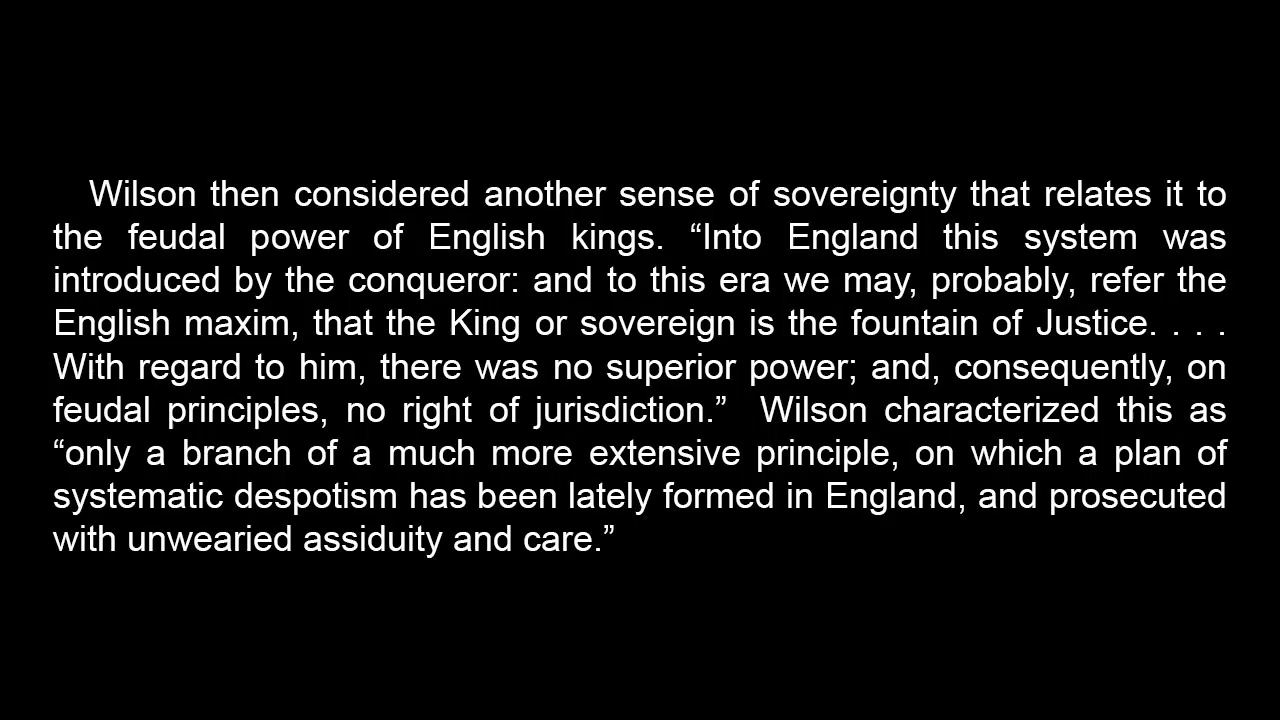 Wilson then considered another sense of sovereignty that relates it to
the feudal power of English kings. “Into England this system was
introduced by the conqueror: and to this era we may, probably, refer the
English maxim, that the King or sovereign is the fountain of Justice. . . .
With regard to him, there was no superior power; and, consequently, on
feudal principles, no right of jurisdiction.”  Wilson characterized this as
“only a branch of a much more extensive principle, on which a plan of
systematic despotism has been lately formed in England, and prosecuted
with unwearied assiduity and care.”